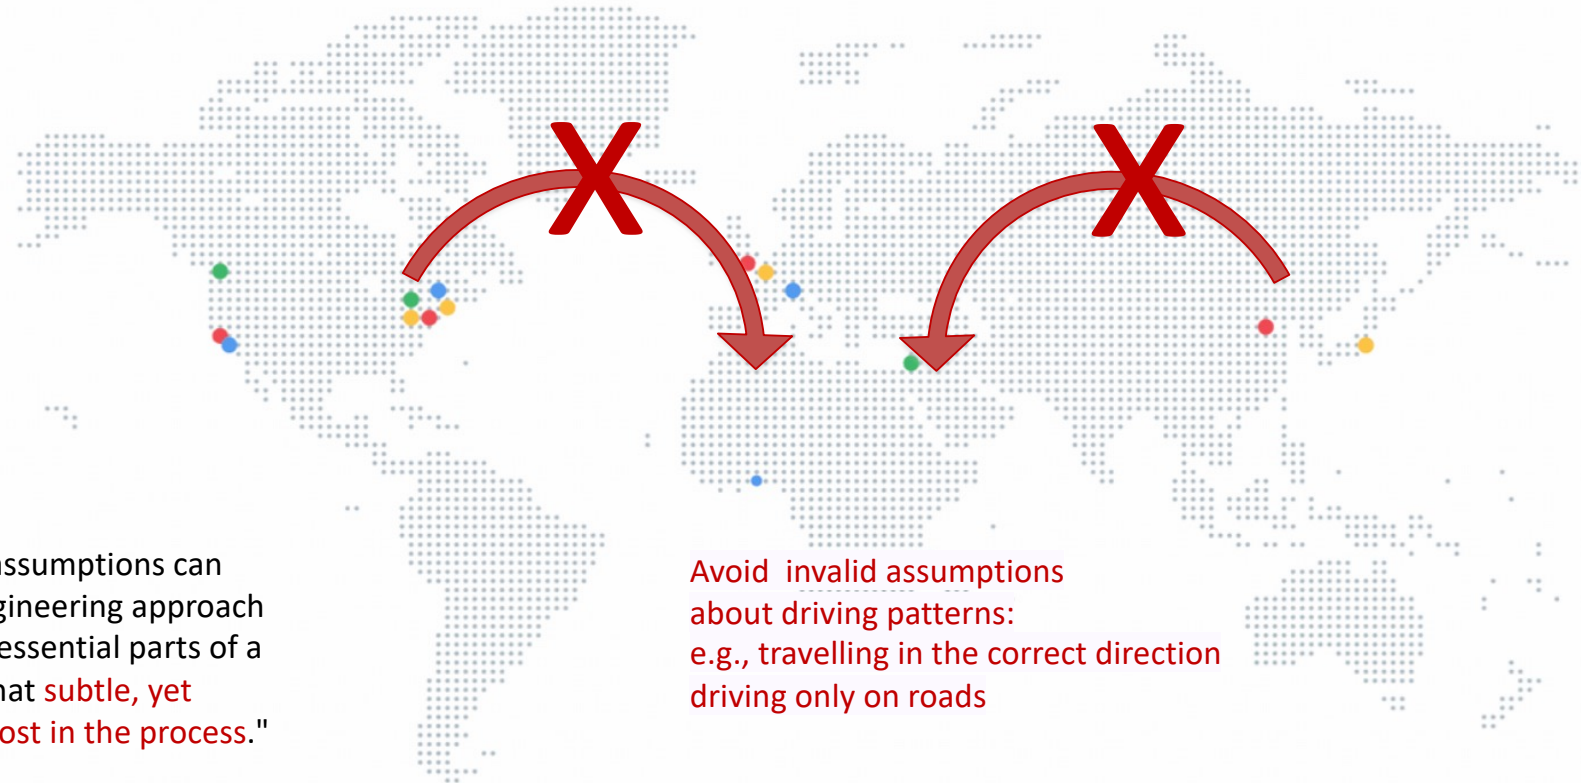 assumptions can
gineering approach
essential parts of a
hat subtle, yet
ost in the process."
Avoid  invalid assumptions
about driving patterns:
e.g., travelling in the correct direction
driving only on roads
X
X